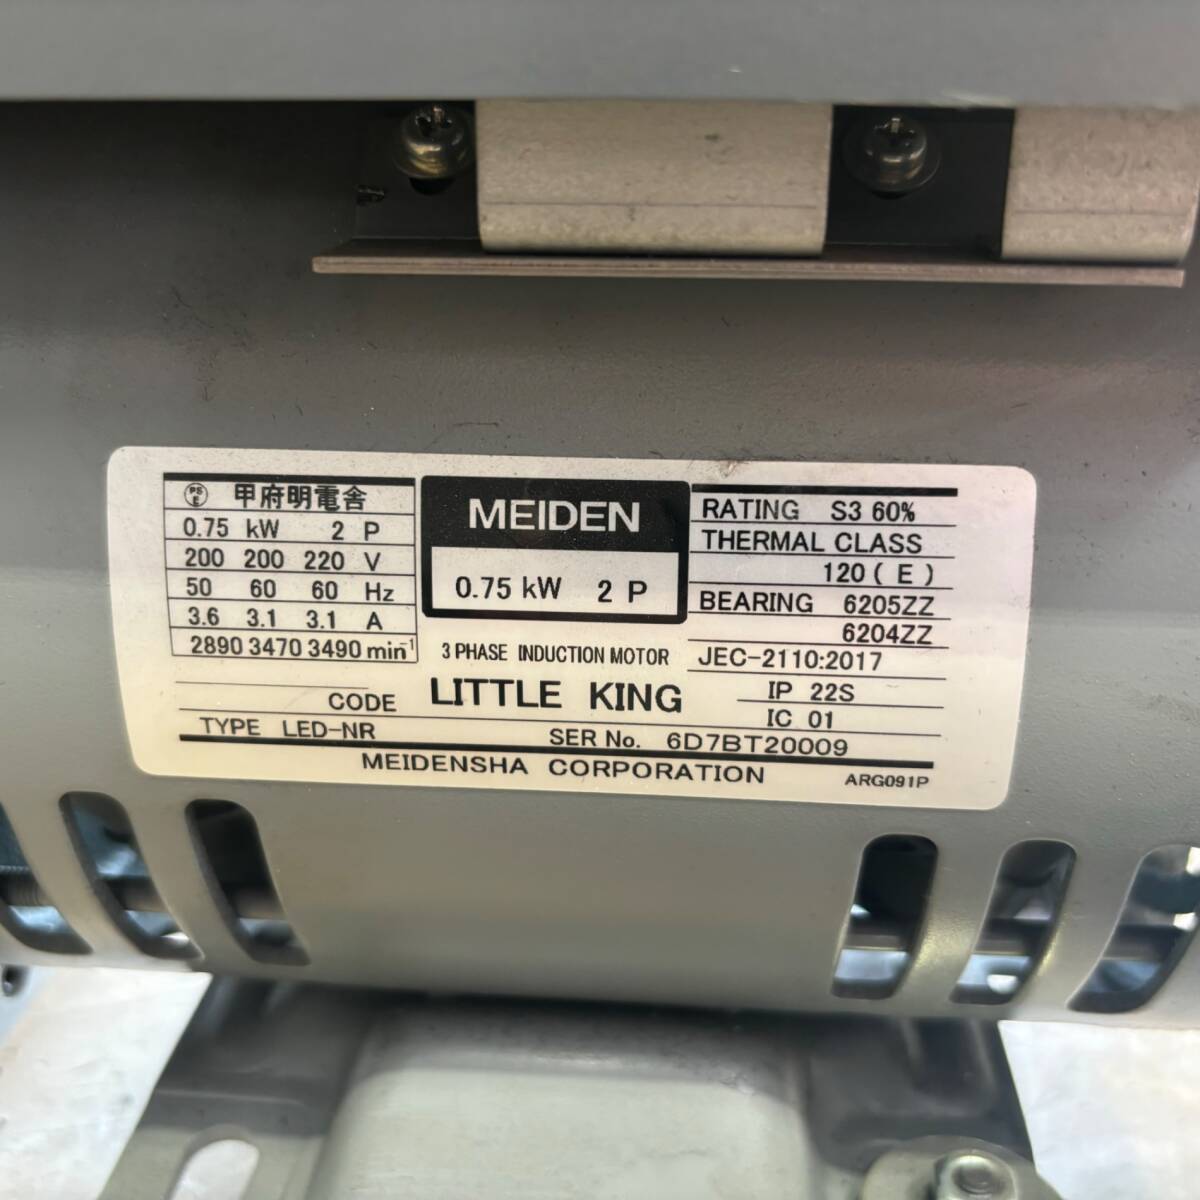 PS E 甲府明電舎
0.75 kW 2 P
200 200 220 V
50 60 60 Hz
3.6 3.1 3.1 A
2890 3470 3490 min⁻¹
MEIDEN
0.75 kW 2 P
3 PHASE INDUCTION MOTOR
RATING S3 60%
THERMAL CLASS
120 ( E )
BEARING 6205ZZ
6204ZZ
JEC-2110:2017
CODE LITTLE KING IP 22S
IC 01
TYPE LED-NR SER No. 6D7BT20009
MEIDENSHA CORPORATION ARG091P